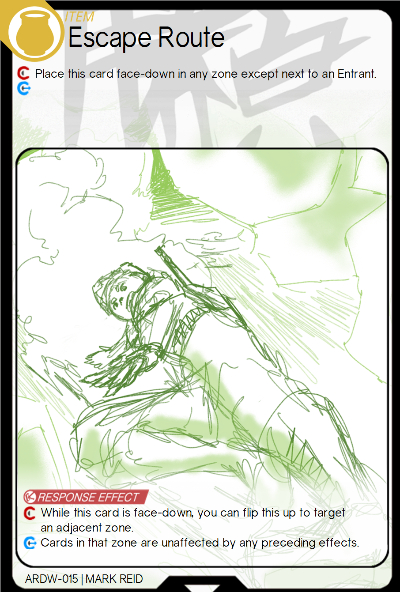 ITEM
Escape Route
C Place this card face-down in any zone except next to an Entrant.
RESPONSE EFFECT
C While this card is face-down, you can flip this up to target
an adjacent zone.
Cards in that zone are unaffected by any preceding effects.
ARDW-015 | MARK REID